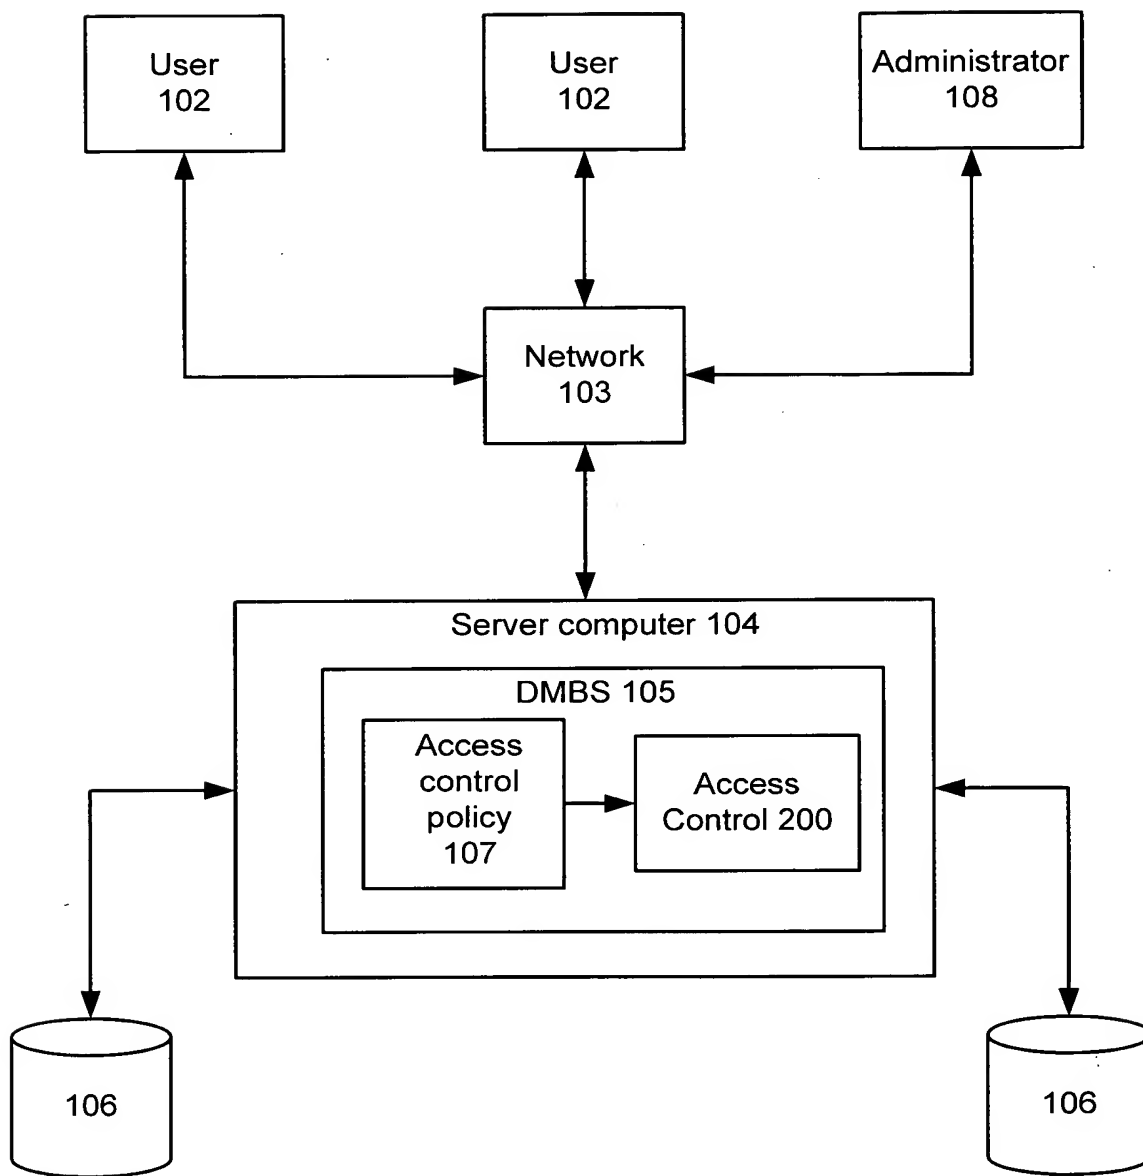 User
102
User
102
Administrator
108
Network
103
Server computer 104
DMBS 105
Access
control
policy
107
Access
Control 200
106
106